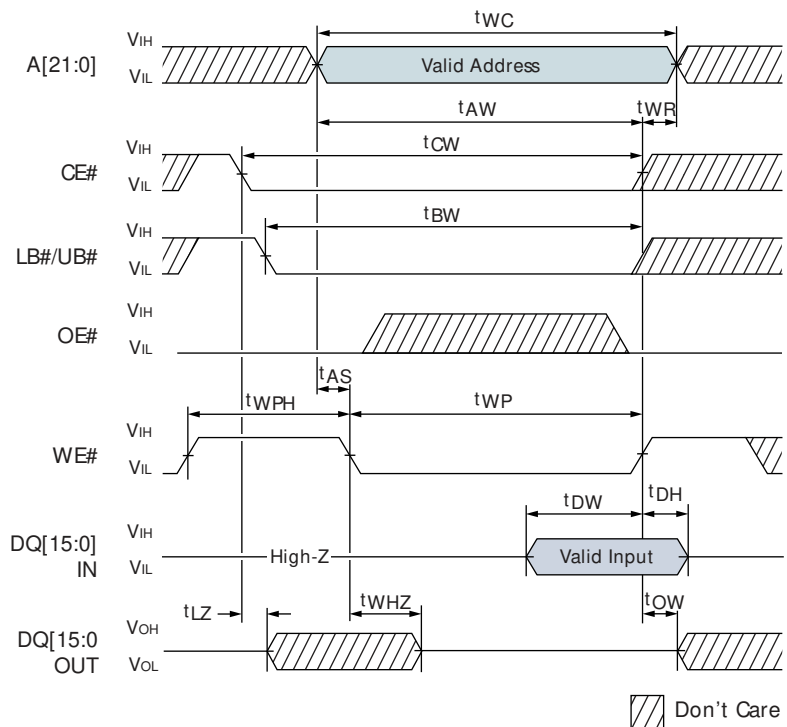 tWC
A[21:0]
VIH
VIL
Valid Address
tAW
tWR
CE#
VIH
VIL
tCW
LB#/UB#
VIH
VIL
tBW
OE#
VIH
VIL
tAS
tWPH
tWP
WE#
VIH
VIL
tDW
tDH
DQ[15:0]
IN
VIH
VIL
High-Z
Valid Input
tLZ
tWHZ
tOW
DQ[15:0
OUT
VOH
VOL
Don't Care